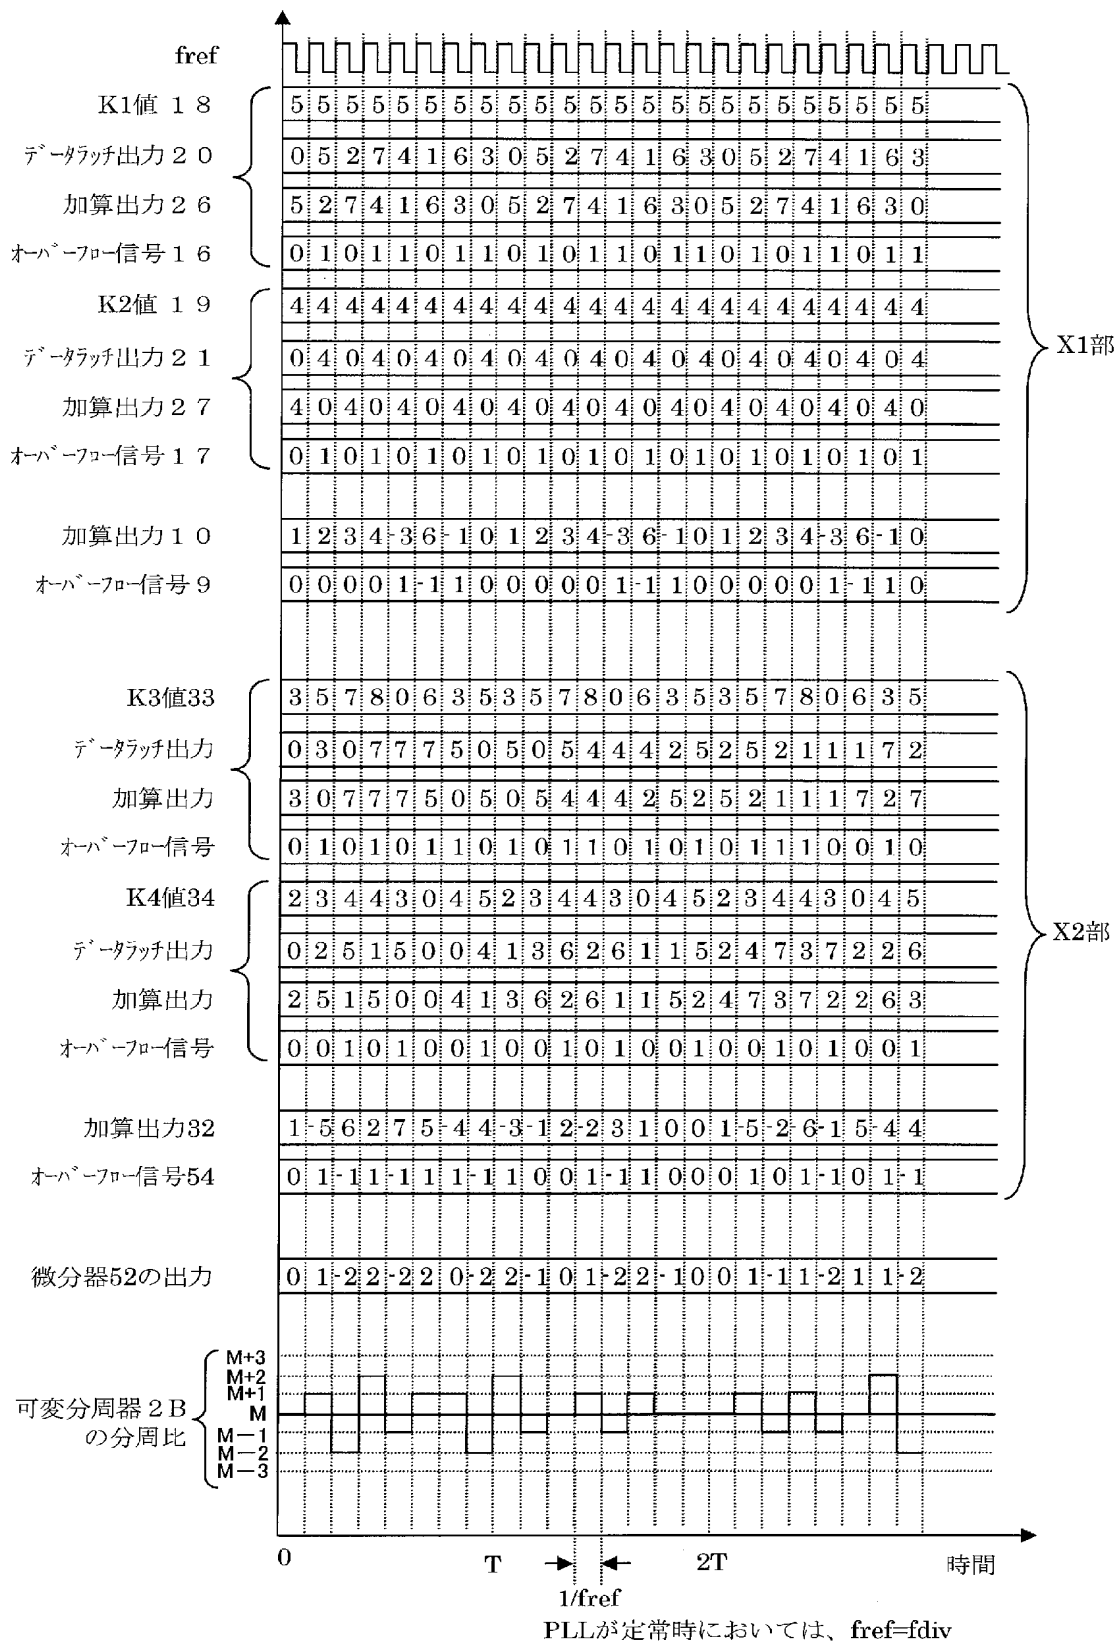 fref
K1値 18 5 5 5 5 5 5 5 5 5 5 5 5 5 5 5 5 5 5 5 5 5 5 5 5
データラッチ出力20 0 5 2 7 4 1 6 3 0 5 2 7 4 1 6 3 0 5 2 7 4 1 6 3
加算出力26 5 2 7 4 1 6 3 0 5 2 7 4 1 6 3 0 5 2 7 4 1 6 3 0
オーバーフロー信号16 0 1 0 1 1 0 1 1 0 1 0 1 1 0 1 1 0 1 0 1 1 0 1 1
K2値 19 4 4 4 4 4 4 4 4 4 4 4 4 4 4 4 4 4 4 4 4 4 4 4 4
データラッチ出力21 0 4 0 4 0 4 0 4 0 4 0 4 0 4 0 4 0 4 0 4 0 4 0 4
加算出力27 4 0 4 0 4 0 4 0 4 0 4 0 4 0 4 0 4 0 4 0 4 0 4 0
オーバーフロー信号17 0 1 0 1 0 1 0 1 0 1 0 1 0 1 0 1 0 1 0 1 0 1 0 1
X1部
加算出力10 1 2 3 4 -3 6 -1 0 1 2 3 4 -3 6 -1 0 1 2 3 4 -3 6 -1 0
オーバーフロー信号9 0 0 0 0 1 -1 1 0 0 0 0 0 1 -1 1 0 0 0 0 0 1 -1 1 0
K3値33 3 5 7 8 0 6 3 5 3 5 7 8 0 6 3 5 3 5 7 8 0 6 3 5
データラッチ出力 0 3 0 7 7 7 5 0 5 0 5 4 4 4 2 5 2 5 2 1 1 1 7 2
加算出力 3 0 7 7 7 5 0 5 0 5 4 4 4 2 5 2 5 2 1 1 1 7 2 7
オーバーフロー信号 0 1 0 1 0 1 1 0 1 0 1 1 0 1 0 1 0 1 1 1 0 0 1 0
K4値34 2 3 4 4 3 0 4 5 2 3 4 4 3 0 4 5 2 3 4 4 3 0 4 5
データラッチ出力 0 2 5 1 5 0 0 4 1 3 6 2 6 1 1 5 2 4 7 3 7 2 2 6
加算出力 2 5 1 5 0 0 4 1 3 6 2 6 1 1 5 2 4 7 3 7 2 2 6 3
オーバーフロー信号 0 0 1 0 1 0 0 1 0 0 1 0 1 0 0 1 0 0 1 0 1 0 0 1
X2部
加算出力32 1 -5 6 2 7 5 -4 4 -3 -1 2 -2 3 1 0 0 1 -5 -2 -6 -1 5 -4 4
オーバーフロー信号54 0 1 -1 1 -1 1 1 -1 1 0 0 1 -1 1 0 0 0 1 0 1 -1 0 1 -1
微分器52の出力 0 1 -2 2 -2 2 0 -2 2 -1 0 1 -2 2 -1 0 0 1 -1 1 -2 1 1 -2
M+3
M+2
M+1
M
M−1
M−2
M−3
可変分周器2B
の分周比
0 T 2T 時間
1/fref
PLLが定常時においては、fref=fdiv